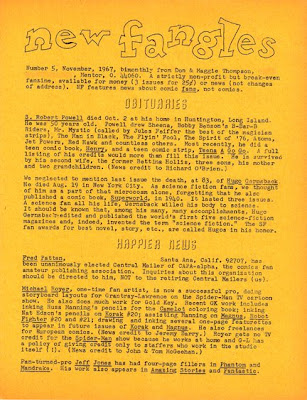 new fangles
Number 5, November, 1967, bimonthly from Don & Maggie Thompson,
Mentor, O. 44060. A strictly non-profit but break-even
fanzine, available for money (3 issues for 25¢) or news (not changes
of address). NF features news about comic fans, not comics.
OBITUARIES
S. Robert Powell died Oct. 2 at his home in Huntington, Long Island.
He was 50 years old. Powell drew Sheena, Bobby Benson's B-Bar-B
Riders, Mr. Mystic (called by Jules Feiffer the best of the magician
strips), The Man in Black, The Flyin' Fool, The Spirit of '76, Abdul,
Jet Powers, Red Hawk and countless others. Most recently, he did a
teen comic book, Henry, and a teen comic strip, Teena A Go Go. A full
listing of his credits would more than fill this issue. He is survived
by his second wife, the former Mattine Hollis, three sons, his mother
and two grandchildren. (News credit to Richard O'Brien.)
We neglected to mention last issue the death, at 83, of Hugo Gernsback
He died Aug. 19 in New York City. As science fiction fans, we thought
of him as a part of that microcosm alone, forgetting that he also
published a comic book, Superworld, in 1940. It lasted three issues.
A science fan all his life, Gernsback willed his body to science.
It should be known that, among his many, many accomplishments, Hugo
Gernsback edited and published the world's first five science-fiction
magazines and, indeed, invented the term "science fiction." The SF
fan awards for best novel, story, etc., are called Hugos in his honor.
HAPPIER NEWS
Fred Patten, Santa Ana, Calif. 92701, has
been unanimously elected Central Mailer of CAPA-alpha, the comics fan
amateur publishing association. Inquiries about this organization
should be directed to him, NOT to the retiring Central Mailers (us).
Michael Royer, one-time fan artist, is now a successful pro, doing
storyboard layouts for Grantray-Lawrence on the Spider-Man TV cartoon
show. He also does much work for Gold Key. Recent GK work includes
inking Russ Manning's pencils for the Camelot coloring book; inking
Nat Edson's pencils on Korak #20; assisting Manning on Magnus, Robot
Fighter #20 and #21; drawing and inking several one-page featurettes
to appear in future issues of Korak and Magnus. He also freelances
for European comics. (News credit to Jeremy Barry.) Royer gets no TV
credit for the Spider-Man show because he works at home and G-L has
a policy of giving credit only to staffers who work in the studio
itself (!). (News credit to John & Tom McGeehan.)
Fan-turned-pro Jeff Jones has had four-page fillers in Phantom and
Mandrake. His work also appears in Amazing Stories and Fantastic.